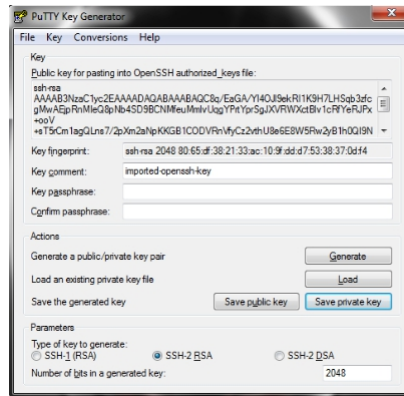 PuTTY Key Generator
File Key Conversions Help
Key
Public key for pasting into OpenSSH authorized_keys file:
ssh-rsa
+ooV
Key fingerprint: ssh-rsa 2048 80:65:df:38:21:33:ac:10:9f:dd:d7:53:38:37:0d:f4
Key comment: imported-openssh-key
Key passphrase:
Confirm passphrase:
Actions
Generate a public/private key pair Generate
Load an existing private key file Load
Save the generated key Save public key Save private key
Parameters
Type of key to generate:
SSH-1 (RSA) SSH-2 RSA SSH-2 DSA
Number of bits in a generated key: 2048